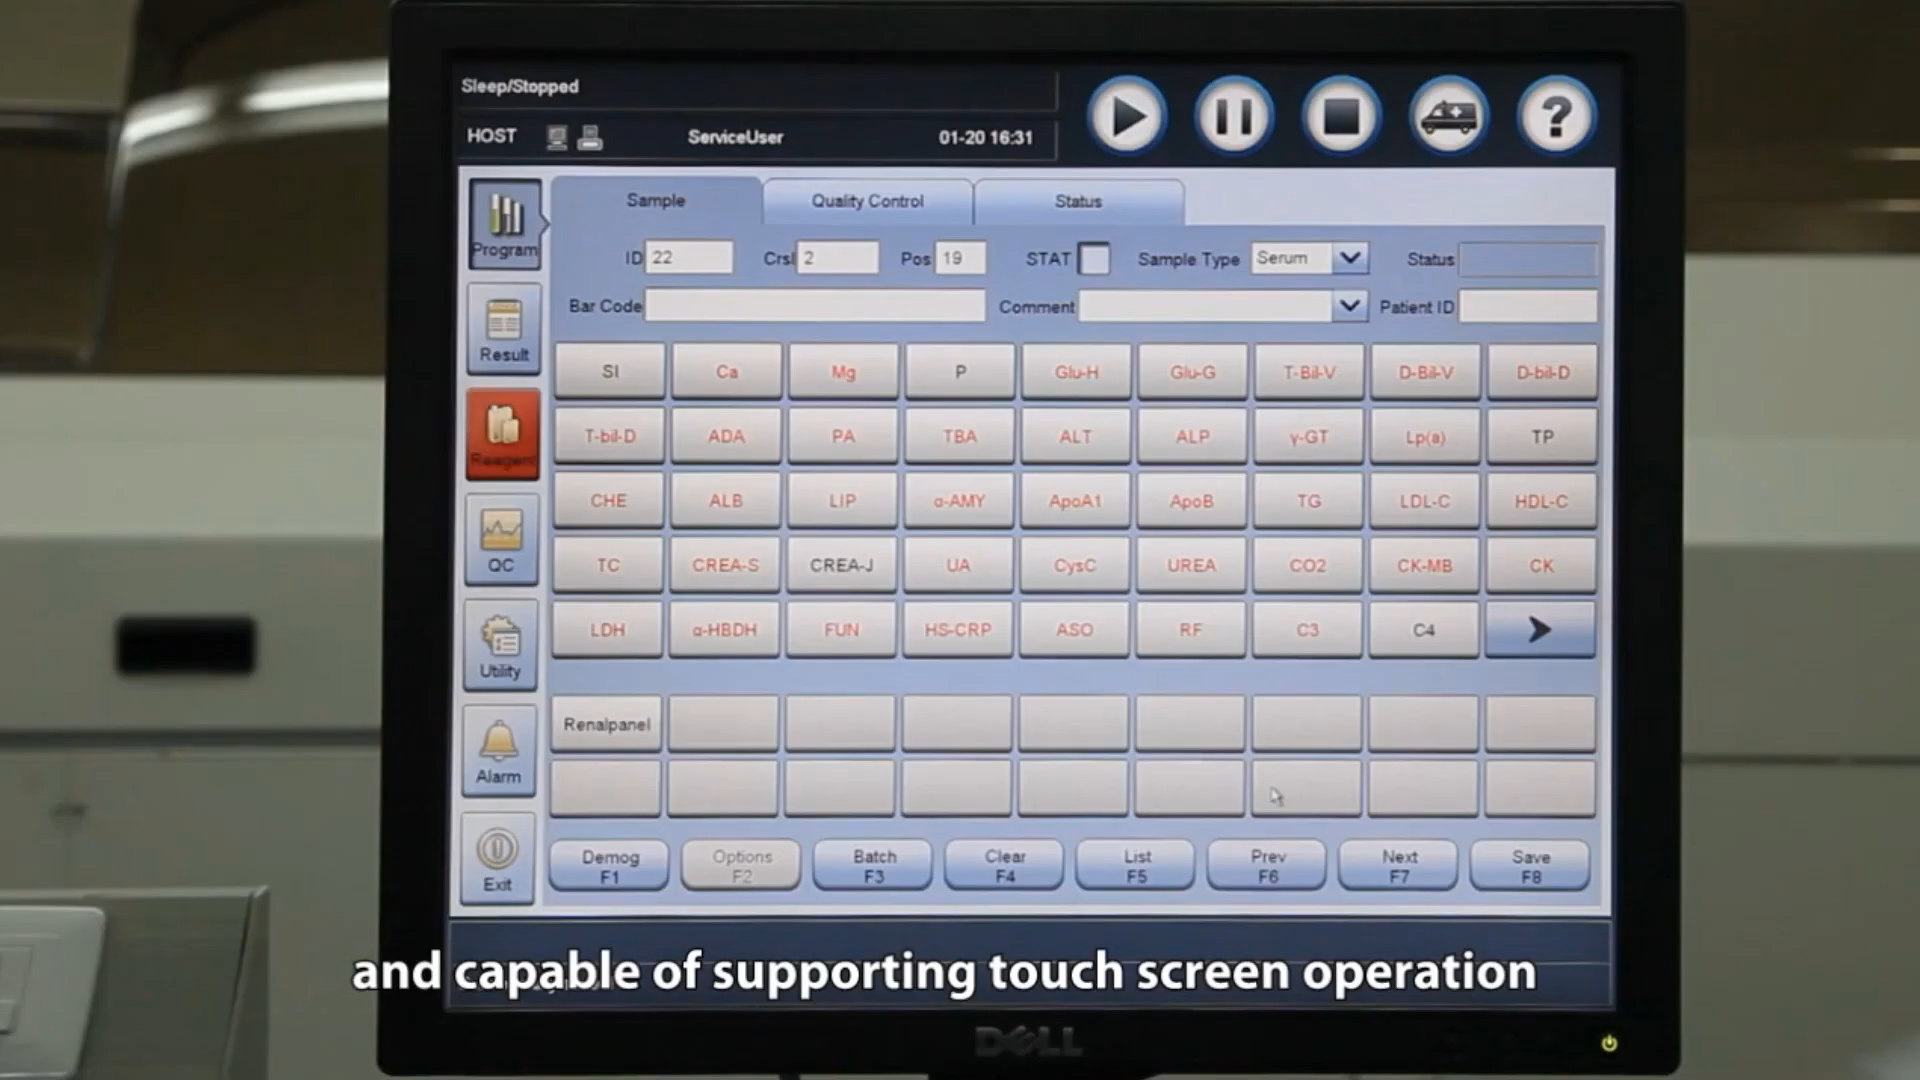 Sleep/Stopped
HOST ServiceUser 01-20 16:31
?
Program
Result
Reagent
QC
Utility
Alarm
Exit
Sample Quality Control Status
ID 22 Crsl 2 Pos 19 STAT Sample Type Serum Status
Bar Code Comment Patient ID
SI Ca Mg P Glu-H Glu-G T-Bil-V D-Bil-V D-bil-D
T-bil-D ADA PA TBA ALT ALP γ-GT Lp(a) TP
CHE ALB LIP α-AMY ApoA1 ApoB TG LDL-C HDL-C
TC CREA-S CREA-J UA CysC UREA CO2 CK-MB CK
LDH α-HBDH FUN HS-CRP ASO RF C3 C4
Renalpanel
Demog Options Batch Clear List Prev Next Save
F1 F2 F3 F4 F5 F6 F7 F8
and capable of supporting touch screen operation
DELL